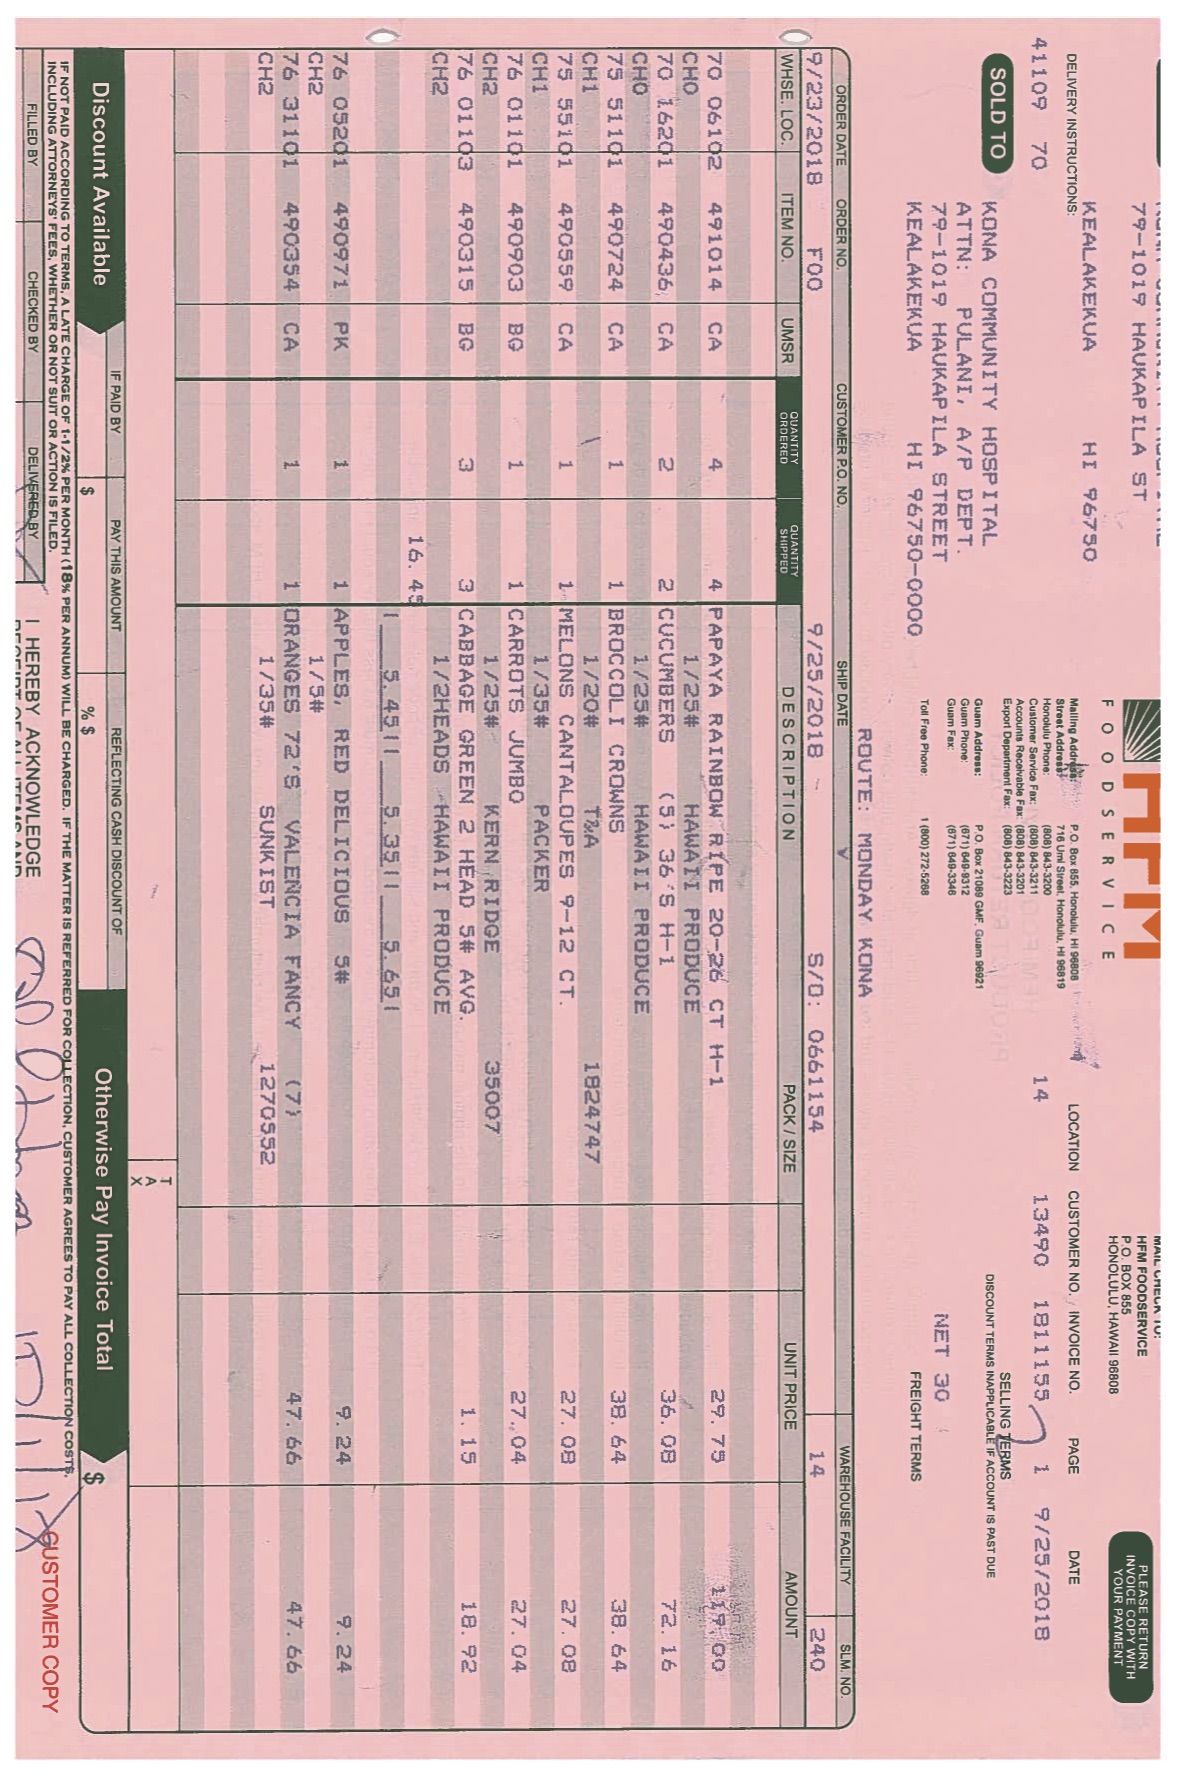 79-1019 HAUKAPILA ST
KEALAKEKUA HI 96750
DELIVERY INSTRUCTIONS:
41109 70
SOLD TO
KONA COMMUNITY HOSPITAL
ATTN: PULANI, A/P DEPT.
79-1019 HAUKAPILA STREET
KEALAKEKUA HI 96750-0000
HFM
FOODSERVICE
Mailing Address: P.O. Box 855, Honolulu, HI 96808
Street Address: 716 Umi Street, Honolulu, HI 96819
Honolulu Phone: (808) 843-3200
Customer Service Fax: (808) 843-3211
Accounts Receivable Fax: (808) 843-3201
Export Department Fax: (808) 843-3223
Guam Address: P.O. Box 21089 GMF, Guam 96921
Guam Phone: (671) 649-9312
Guam Fax: (671) 649-3346
Toll Free Phone: 1 (800) 272-5268
MAIL CHECK TO:
HFM FOODSERVICE
P.O. BOX 855
HONOLULU, HAWAII 96808
PLEASE RETURN
INVOICE COPY WITH
YOUR PAYMENT
LOCATION CUSTOMER NO. INVOICE NO. PAGE DATE
14 13490 1811155 1 9/25/2018
SELLING TERMS
DISCOUNT TERMS INAPPLICABLE IF ACCOUNT IS PAST DUE
NET 30
FREIGHT TERMS
ROUTE: MONDAY KONA
ORDER DATE ORDER NO. CUSTOMER P.O. NO. SHIP DATE WAREHOUSE FACILITY SLM. NO.
9/23/2018 F00 9/25/2018 S/O: 0661154 14 240
WHSE. LOC. ITEM NO. UMSR QUANTITY ORDERED QUANTITY SHIPPED DESCRIPTION PACK / SIZE UNIT PRICE AMOUNT
70 06102 491014 CA 4 4 PAPAYA RAINBOW RIPE 20-26 CT H-1 29.75 119.00
CH0 1/25# HAWAII PRODUCE
70 16201 490436 CA 2 2 CUCUMBERS (5) 36'S H-1 36.08 72.16
CH0 1/25# HAWAII PRODUCE
75 51101 490724 CA 1 1 BROCCOLI CROWNS 38.64 38.64
CH1 1/20# T&A 1824747
75 55101 490559 CA 1 1 MELONS CANTALOUPES 9-12 CT. 27.08 27.08
CH1 1/35# PACKER
76 01101 490903 BG 1 1 CARROTS JUMBO 27.04 27.04
CH2 1/25# KERN RIDGE 35007
76 01103 490315 BG 3 3 CABBAGE GREEN 2 HEAD 5# AVG. 1.15 18.92
CH2 1/2HEADS HAWAII PRODUCE
16.45
5.45 5.35 5.65
76 05201 490971 PK 1 1 APPLES, RED DELICIOUS 5# 9.24 9.24
CH2 1/5#
76 31101 490354 CA 1 1 ORANGES 72'S VALENCIA FANCY (7) 47.66 47.66
CH2 1/35# SUNKIST 1270552
TAX
Discount Available IF PAID BY PAY THIS AMOUNT REFLECTING CASH DISCOUNT OF Otherwise Pay Invoice Total $
$ % $
IF NOT PAID ACCORDING TO TERMS, A LATE CHARGE OF 1-1/2% PER MONTH (18% PER ANNUM) WILL BE CHARGED. IF THE MATTER IS REFERRED FOR COLLECTION, CUSTOMER AGREES TO PAY ALL COLLECTION COSTS,
INCLUDING ATTORNEYS' FEES, WHETHER OR NOT SUIT OR ACTION IS FILED.
FILLED BY CHECKED BY DELIVERED BY
I HEREBY ACKNOWLEDGE
RECEIPT OF ALL ITEMS AND
CUSTOMER COPY